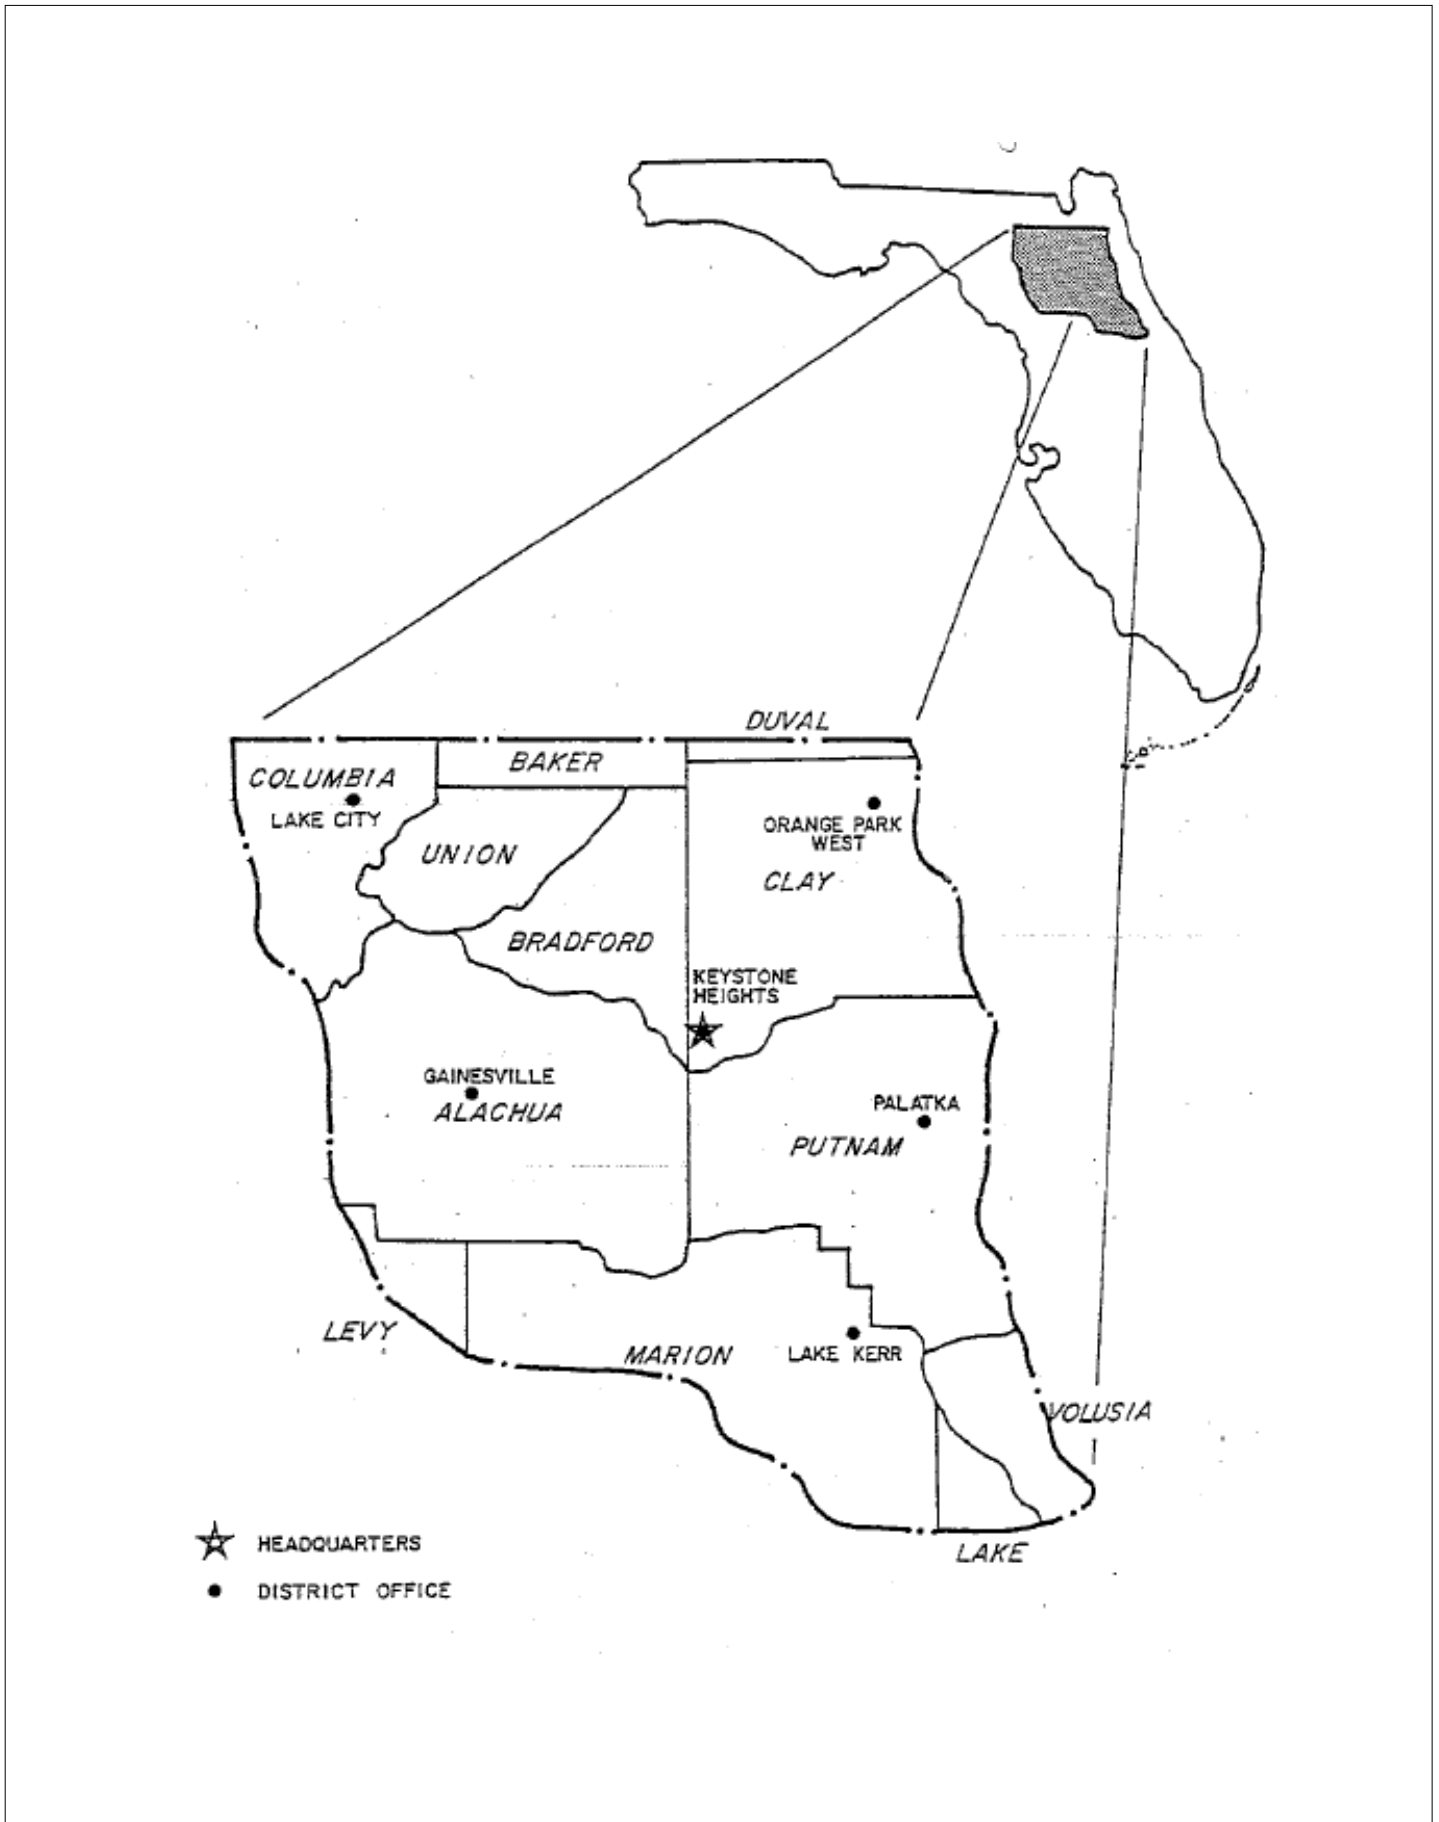 DUVAL
BAKER
COLUMBIA
LAKE CITY
ORANGE PARK
WEST
UNION
CLAY
BRADFORD
KEYSTONE
HEIGHTS
GAINESVILLE
ALACHUA
PALATKA
PUTNAM
LEVY
MARION
LAKE KERR
VOLUSIA
LAKE
HEADQUARTERS
DISTRICT OFFICE